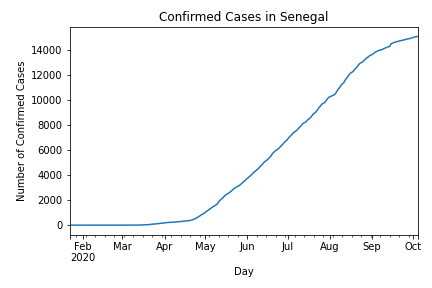 Confirmed Cases in Senegal
Number of Confirmed Cases
14000
12000
10000
8000
6000
4000
2000
0
Feb Mar Apr May Jun Jul Aug Sep Oct
2020
Day